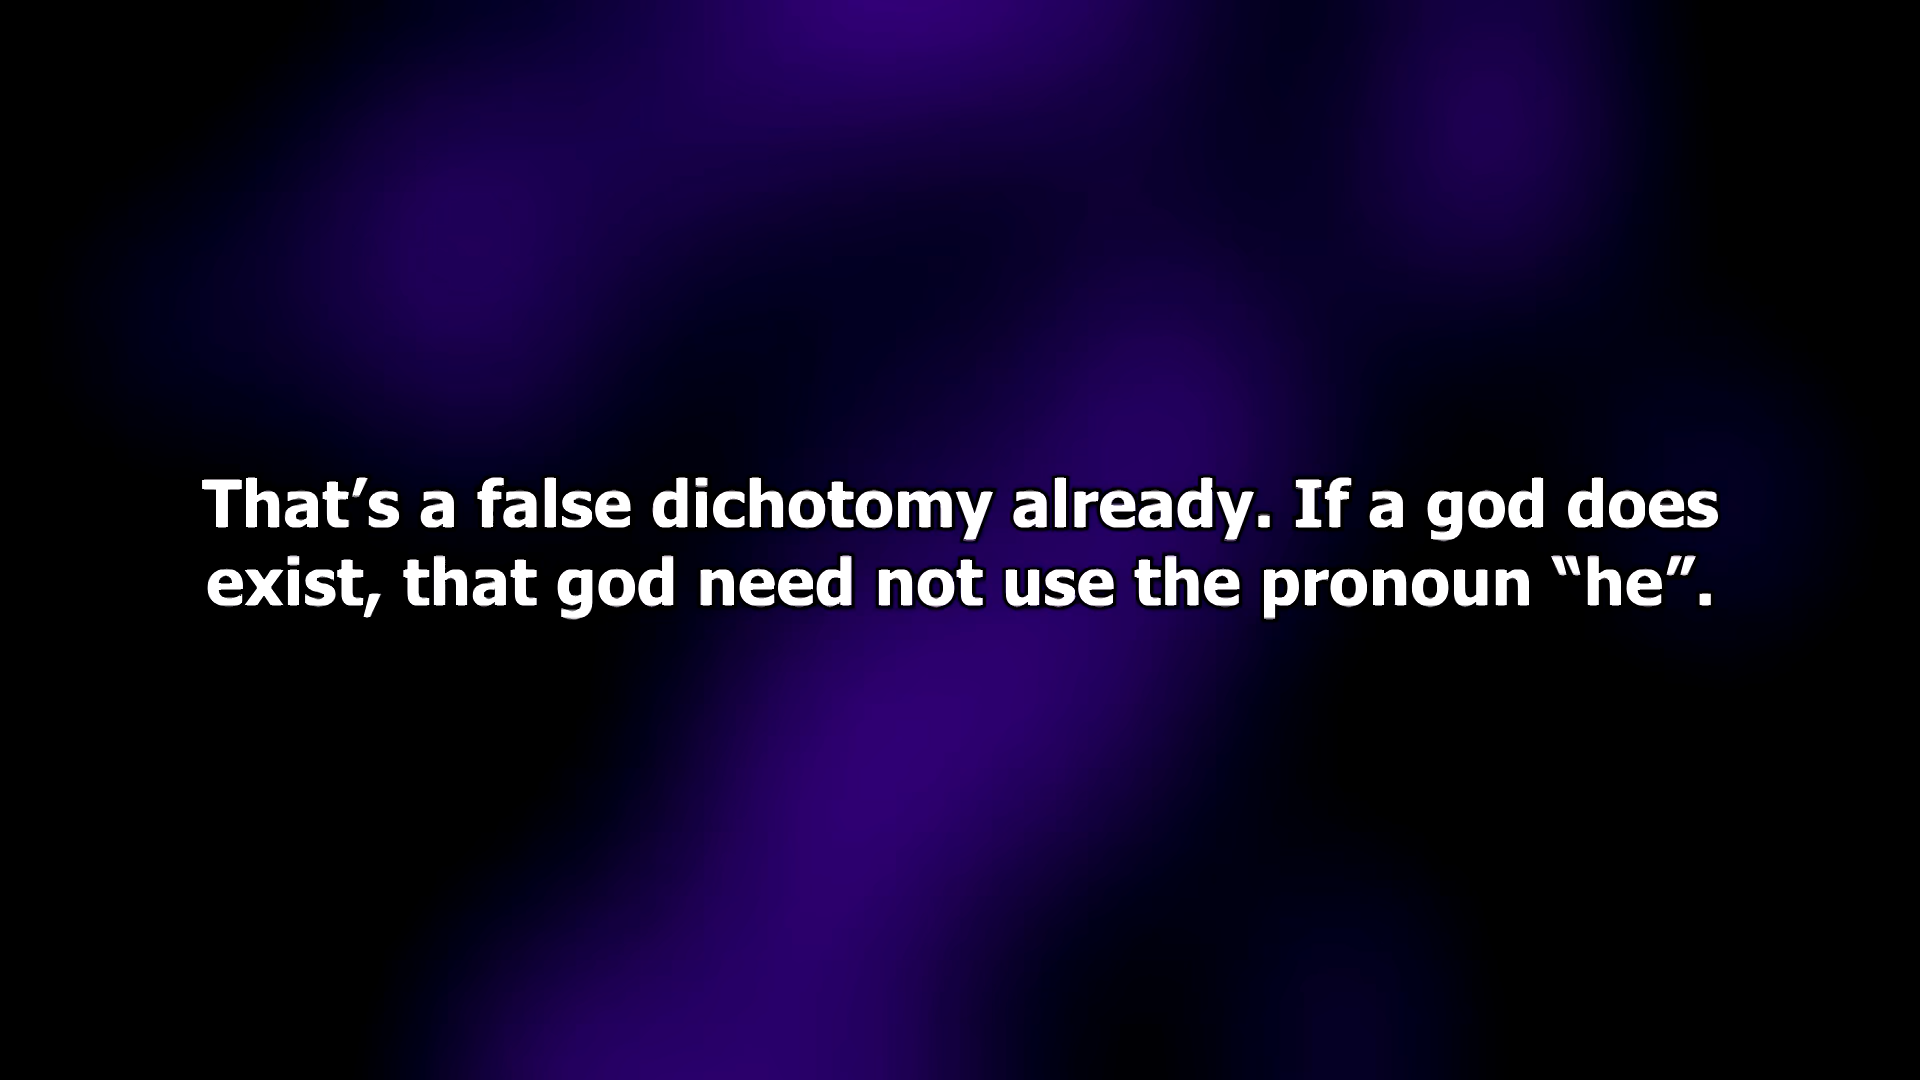 That’s a false dichotomy already. If a god does
exist, that god need not use the pronoun “he”.